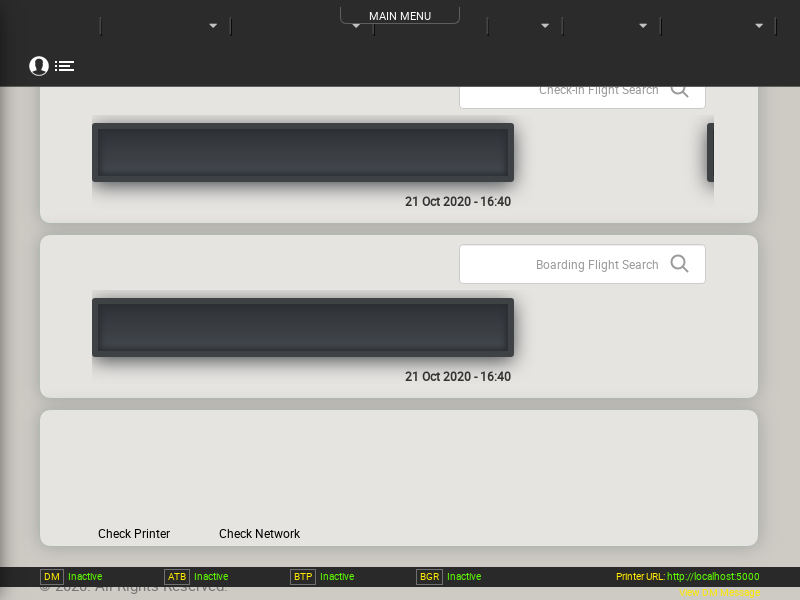 MAIN MENU
Check-in Flight Search
21 Oct 2020 - 16:40
Boarding Flight Search
21 Oct 2020 - 16:40
Check Printer Check Network
DM Inactive ATB Inactive BTP Inactive BGR Inactive Printer URL: http://localhost:5000
© 2020. All Rights Reserved.